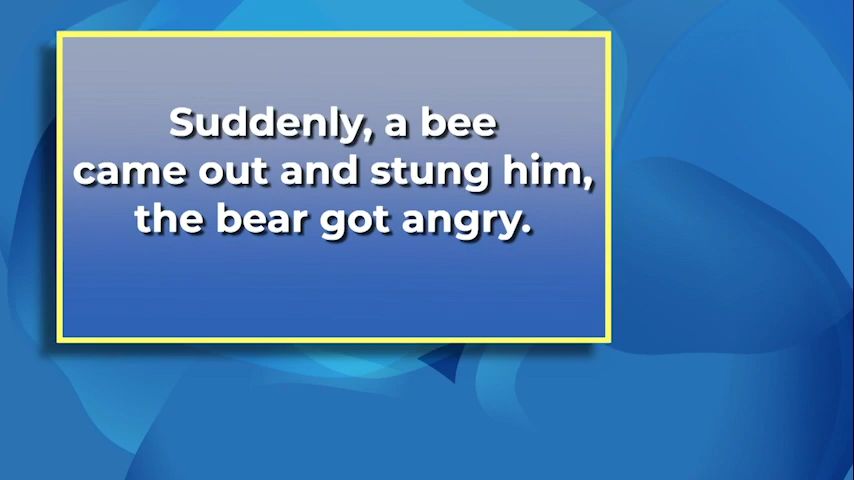 Suddenly, a bee
came out and stung him,
the bear got angry.